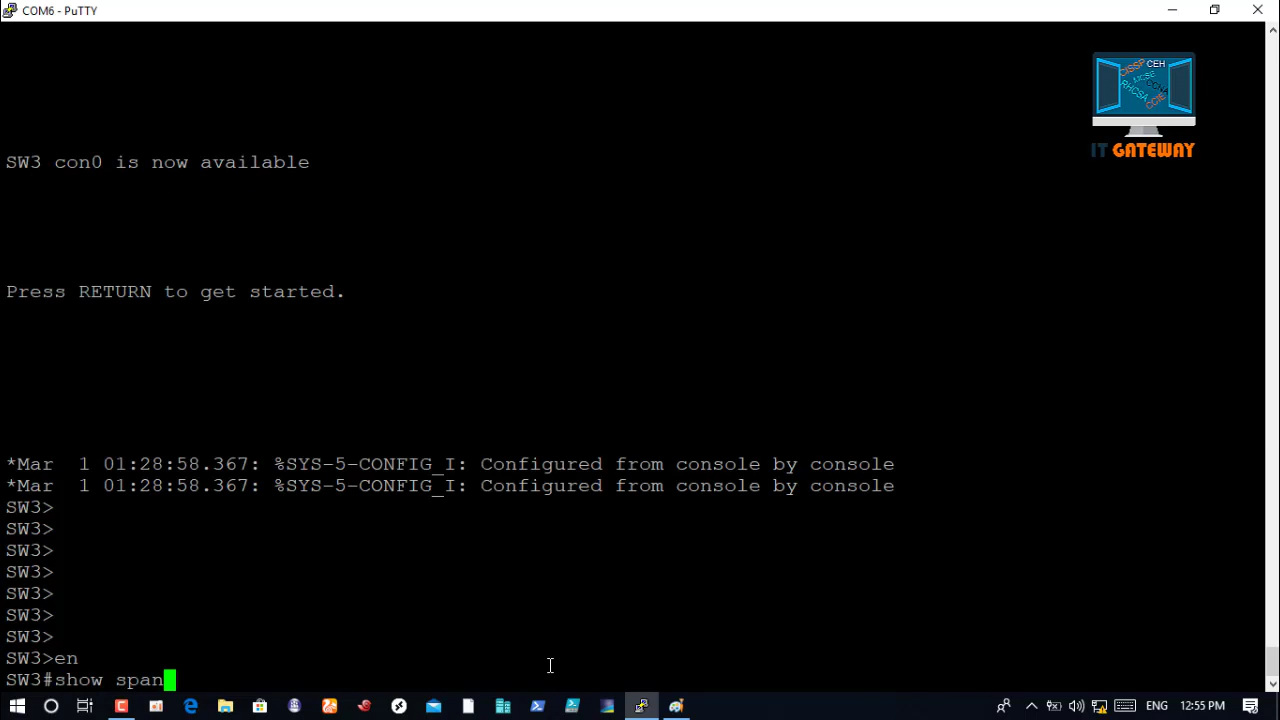 COM6 - PuTTY
CISSP CEH
MCSE
RHCSA CCNA
CCIE
IT GATEWAY
SW3 con0 is now available
Press RETURN to get started.
*Mar  1 01:28:58.367: %SYS-5-CONFIG_I: Configured from console by console
*Mar  1 01:28:58.367: %SYS-5-CONFIG_I: Configured from console by console
SW3>
SW3>
SW3>
SW3>
SW3>
SW3>
SW3>
SW3>en
SW3#show span
ENG 12:55 PM